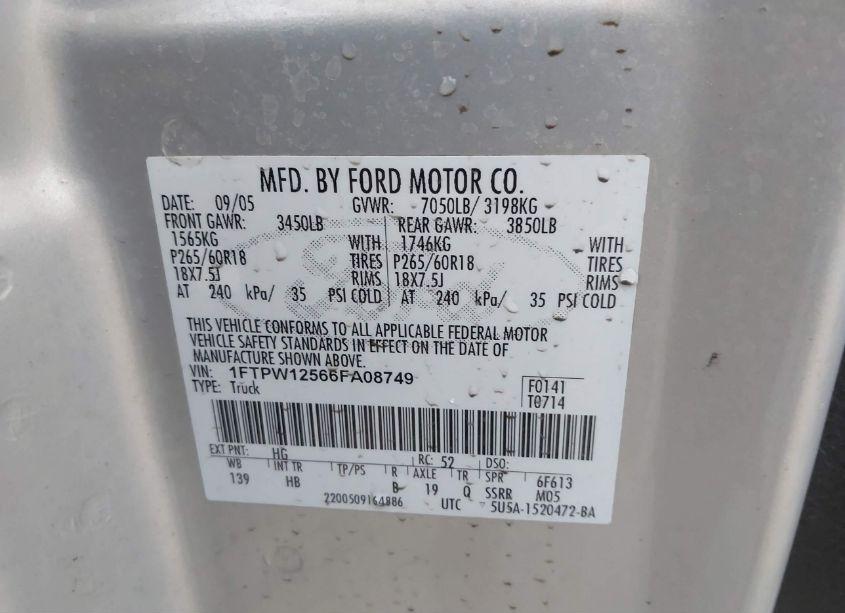 MFD. BY FORD MOTOR CO.
DATE: 09/05 GVWR: 7050LB/ 3198KG
FRONT GAWR: 3450LB REAR GAWR: 3850LB
1565KG WITH 1746KG WITH
P265/60R18 TIRES P265/60R18 TIRES
18X7.5J RIMS 18X7.5J RIMS
AT 240 kPa/ 35 PSI COLD AT 240 kPa/ 35 PSI COLD
THIS VEHICLE CONFORMS TO ALL APPLICABLE FEDERAL MOTOR
VEHICLE SAFETY STANDARDS IN EFFECT ON THE DATE OF
MANUFACTURE SHOWN ABOVE.
VIN: 1FTPW12566FA08749
TYPE: Truck
F0141
T0714
EXT PNT: HG RC: 52 DSO:
WB INT TR TP/PS R AXLE TR SPR 6F613
139 HB B 19 Q SSRR M05
2200509164886 UTC 5U5A-1520472-BA